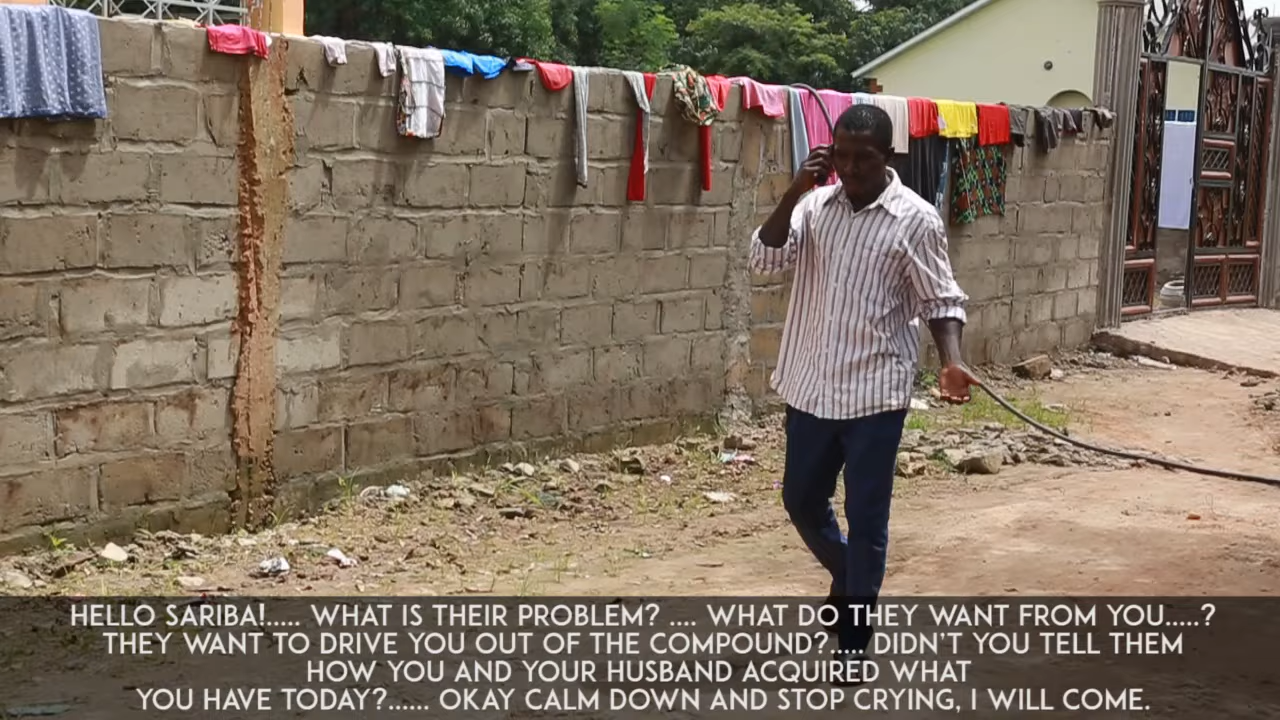 HELLO SARIBA!..... WHAT IS THEIR PROBLEM? .... WHAT DO THEY WANT FROM YOU.....?
THEY WANT TO DRIVE YOU OUT OF THE COMPOUND?..... DIDN'T YOU TELL THEM
HOW YOU AND YOUR HUSBAND ACQUIRED WHAT
YOU HAVE TODAY?...... OKAY CALM DOWN AND STOP CRYING, I WILL COME.